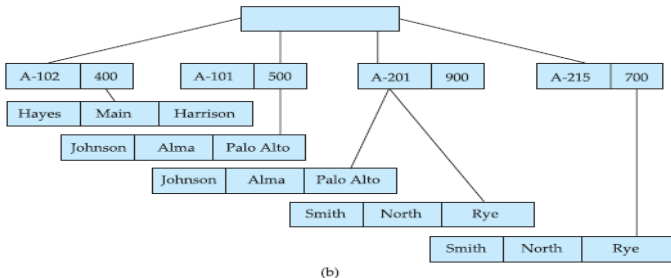 A-102 400 A-101 500 A-201 900 A-215 700
Hayes Main Harrison
Johnson Alma Palo Alto
Johnson Alma Palo Alto
Smith North Rye
Smith North Rye
(b)